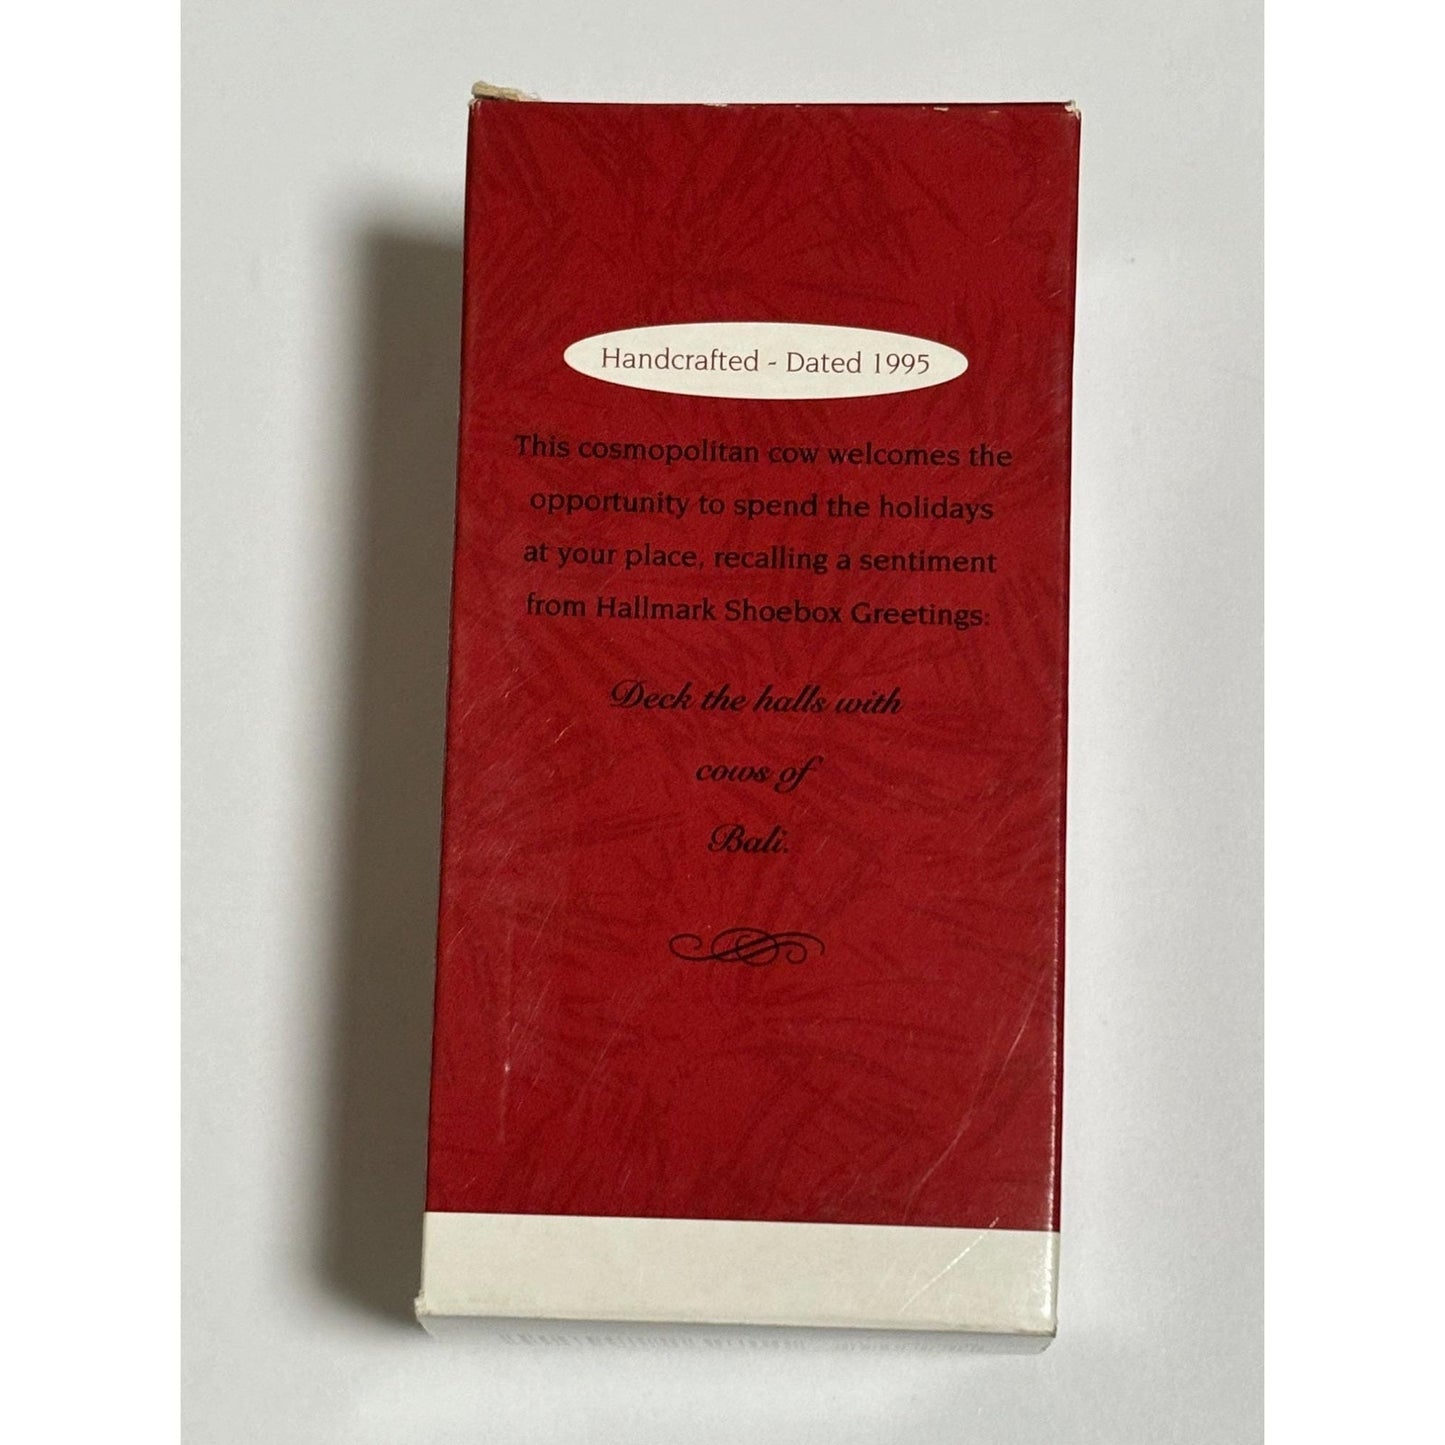 Handcrafted - Dated 1995
This cosmopolitan cow welcomes the
opportunity to spend the holidays
at your place, recalling a sentiment
from Hallmark Shoebox Greetings:
Deck the halls with
cows of
Bali.